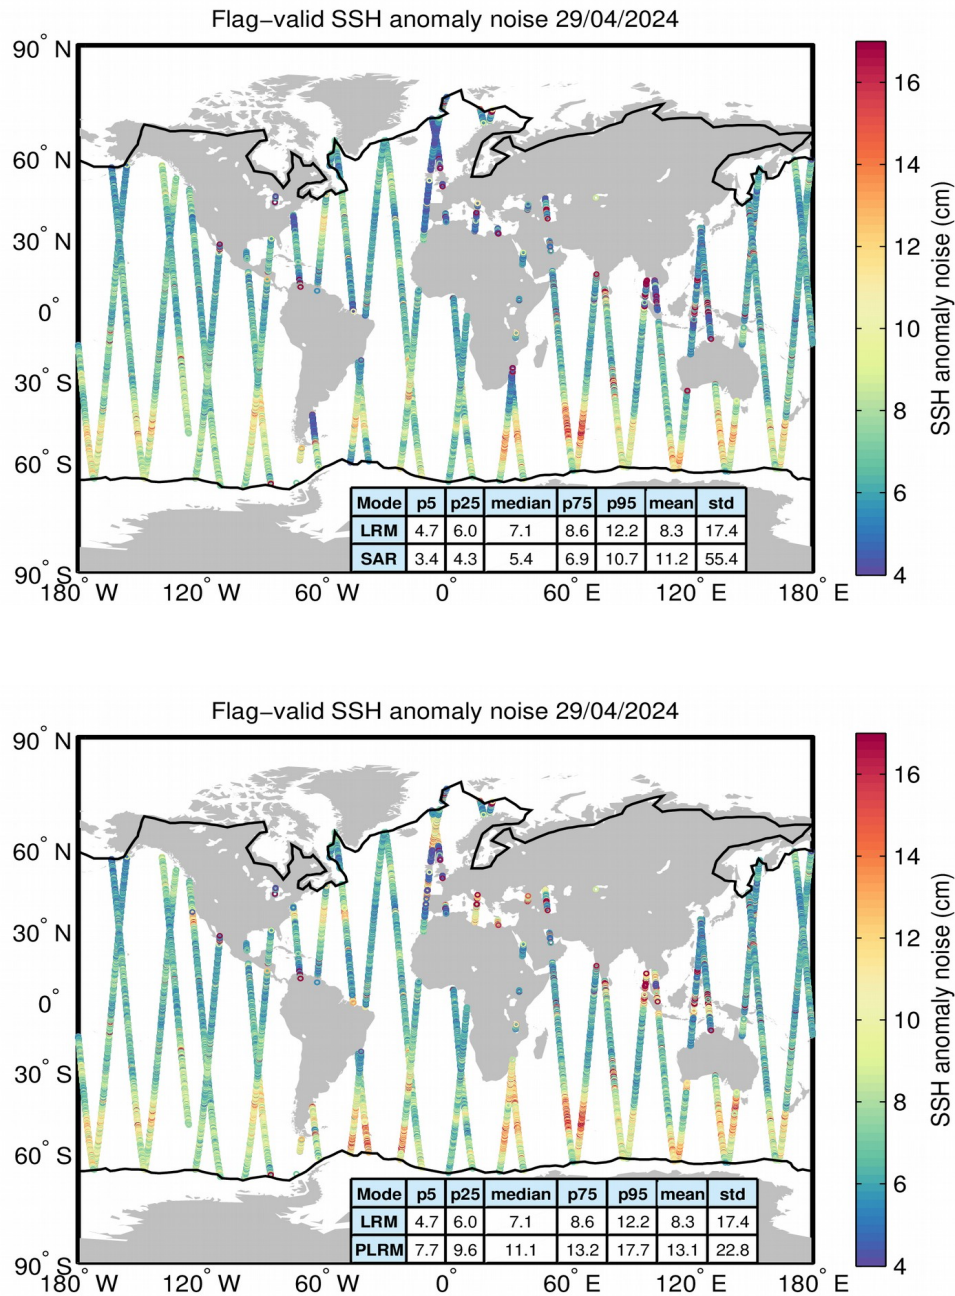 Flag−valid SSH anomaly noise 29/04/2024
90° N
60° N
30° N
0°
30° S
60° S
90° S
180° W
120° W
60° W
0°
60° E
120° E
180° E
Mode p5 p25 median p75 p95 mean std
LRM 4.7 6.0 7.1 8.6 12.2 8.3 17.4
SAR 3.4 4.3 5.4 6.9 10.7 11.2 55.4
16
14
12
10
8
6
4
SSH anomaly noise (cm)
Flag−valid SSH anomaly noise 29/04/2024
90° N
60° N
30° N
0°
30° S
60° S
90° S
180° W
120° W
60° W
0°
60° E
120° E
180° E
Mode p5 p25 median p75 p95 mean std
LRM 4.7 6.0 7.1 8.6 12.2 8.3 17.4
PLRM 7.7 9.6 11.1 13.2 17.7 13.1 22.8
16
14
12
10
8
6
4
SSH anomaly noise (cm)